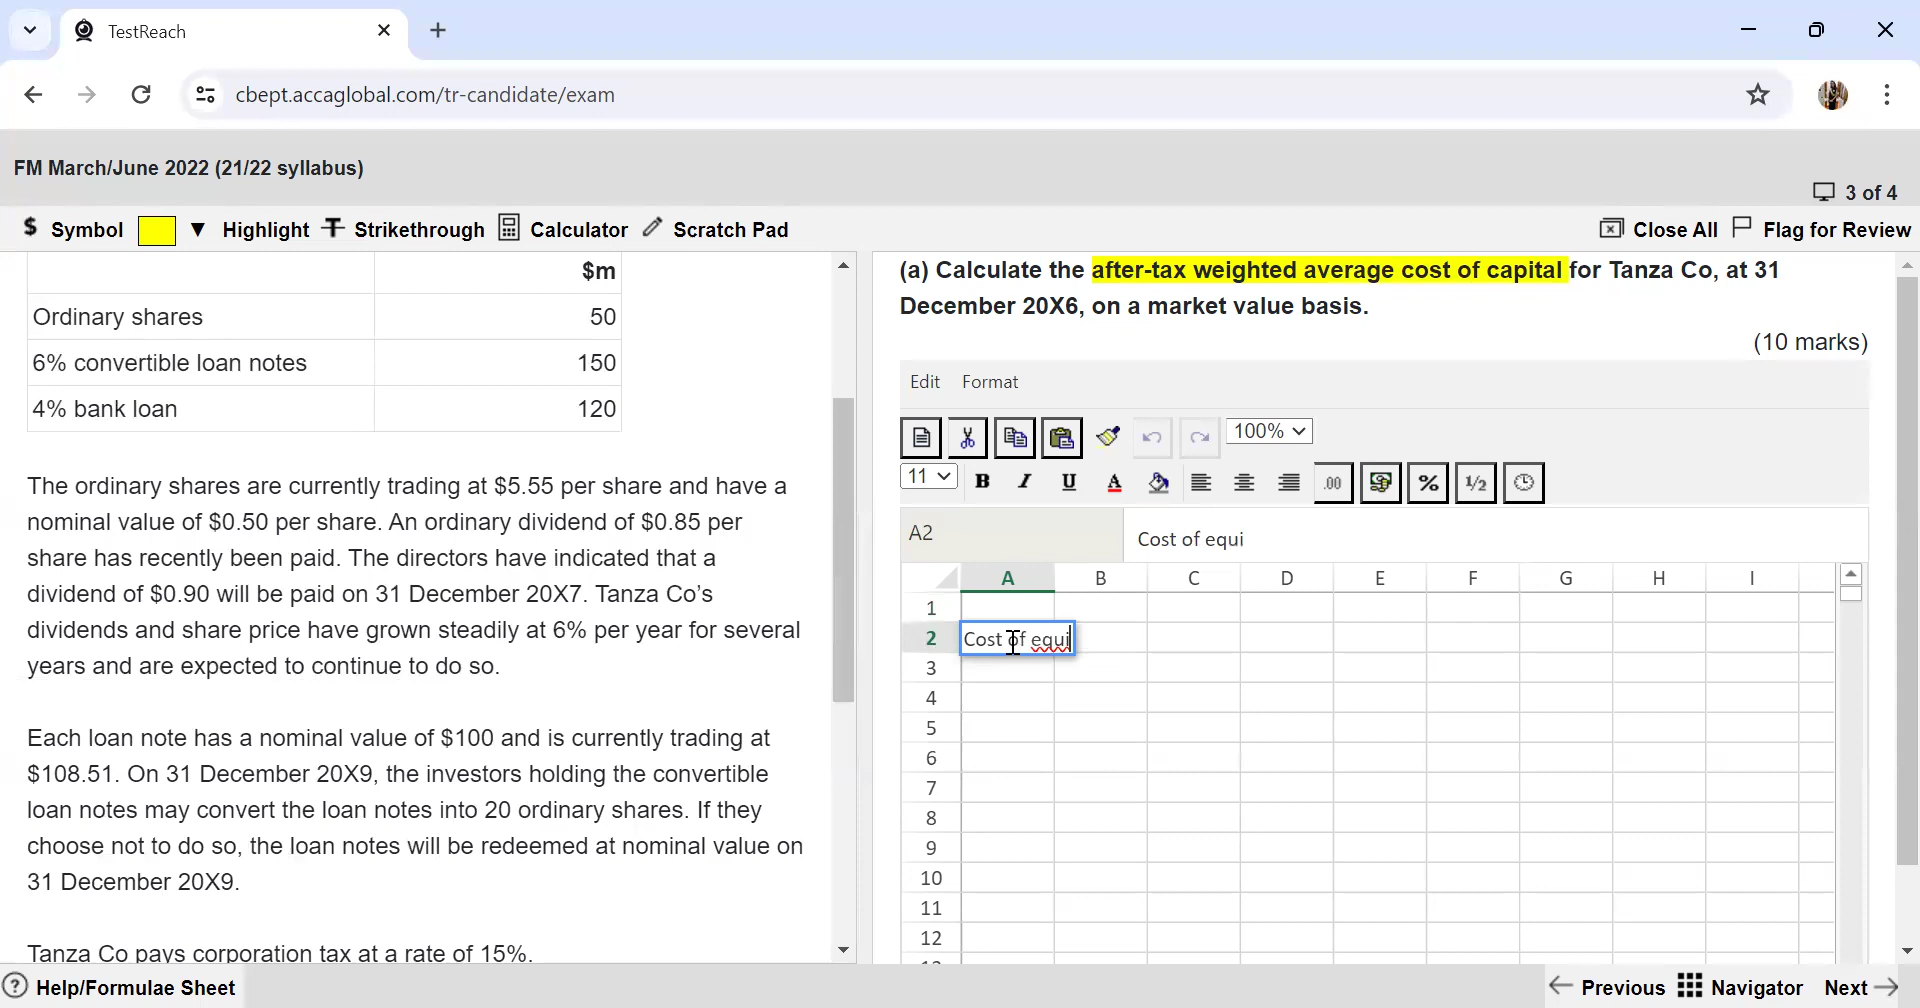 TestReach
cbept.accaglobal.com/tr-candidate/exam
FM March/June 2022 (21/22 syllabus)
3 of 4
$ Symbol ▼ Highlight Strikethrough Calculator Scratch Pad
Close All Flag for Review
$m
Ordinary shares 50
6% convertible loan notes 150
4% bank loan 120
The ordinary shares are currently trading at $5.55 per share and have a
nominal value of $0.50 per share. An ordinary dividend of $0.85 per
share has recently been paid. The directors have indicated that a
dividend of $0.90 will be paid on 31 December 20X7. Tanza Co’s
dividends and share price have grown steadily at 6% per year for several
years and are expected to continue to do so.
Each loan note has a nominal value of $100 and is currently trading at
$108.51. On 31 December 20X9, the investors holding the convertible
loan notes may convert the loan notes into 20 ordinary shares. If they
choose not to do so, the loan notes will be redeemed at nominal value on
31 December 20X9.
Tanza Co pays corporation tax at a rate of 15%.
(a) Calculate the after-tax weighted average cost of capital for Tanza Co, at 31
December 20X6, on a market value basis.
(10 marks)
Edit Format
100%
11 B I U A .00 % 1/2
A2 Cost of equi
A B C D E F G H I
1
2 Cost of equi
3
4
5
6
7
8
9
10
11
12
? Help/Formulae Sheet
Previous Navigator Next